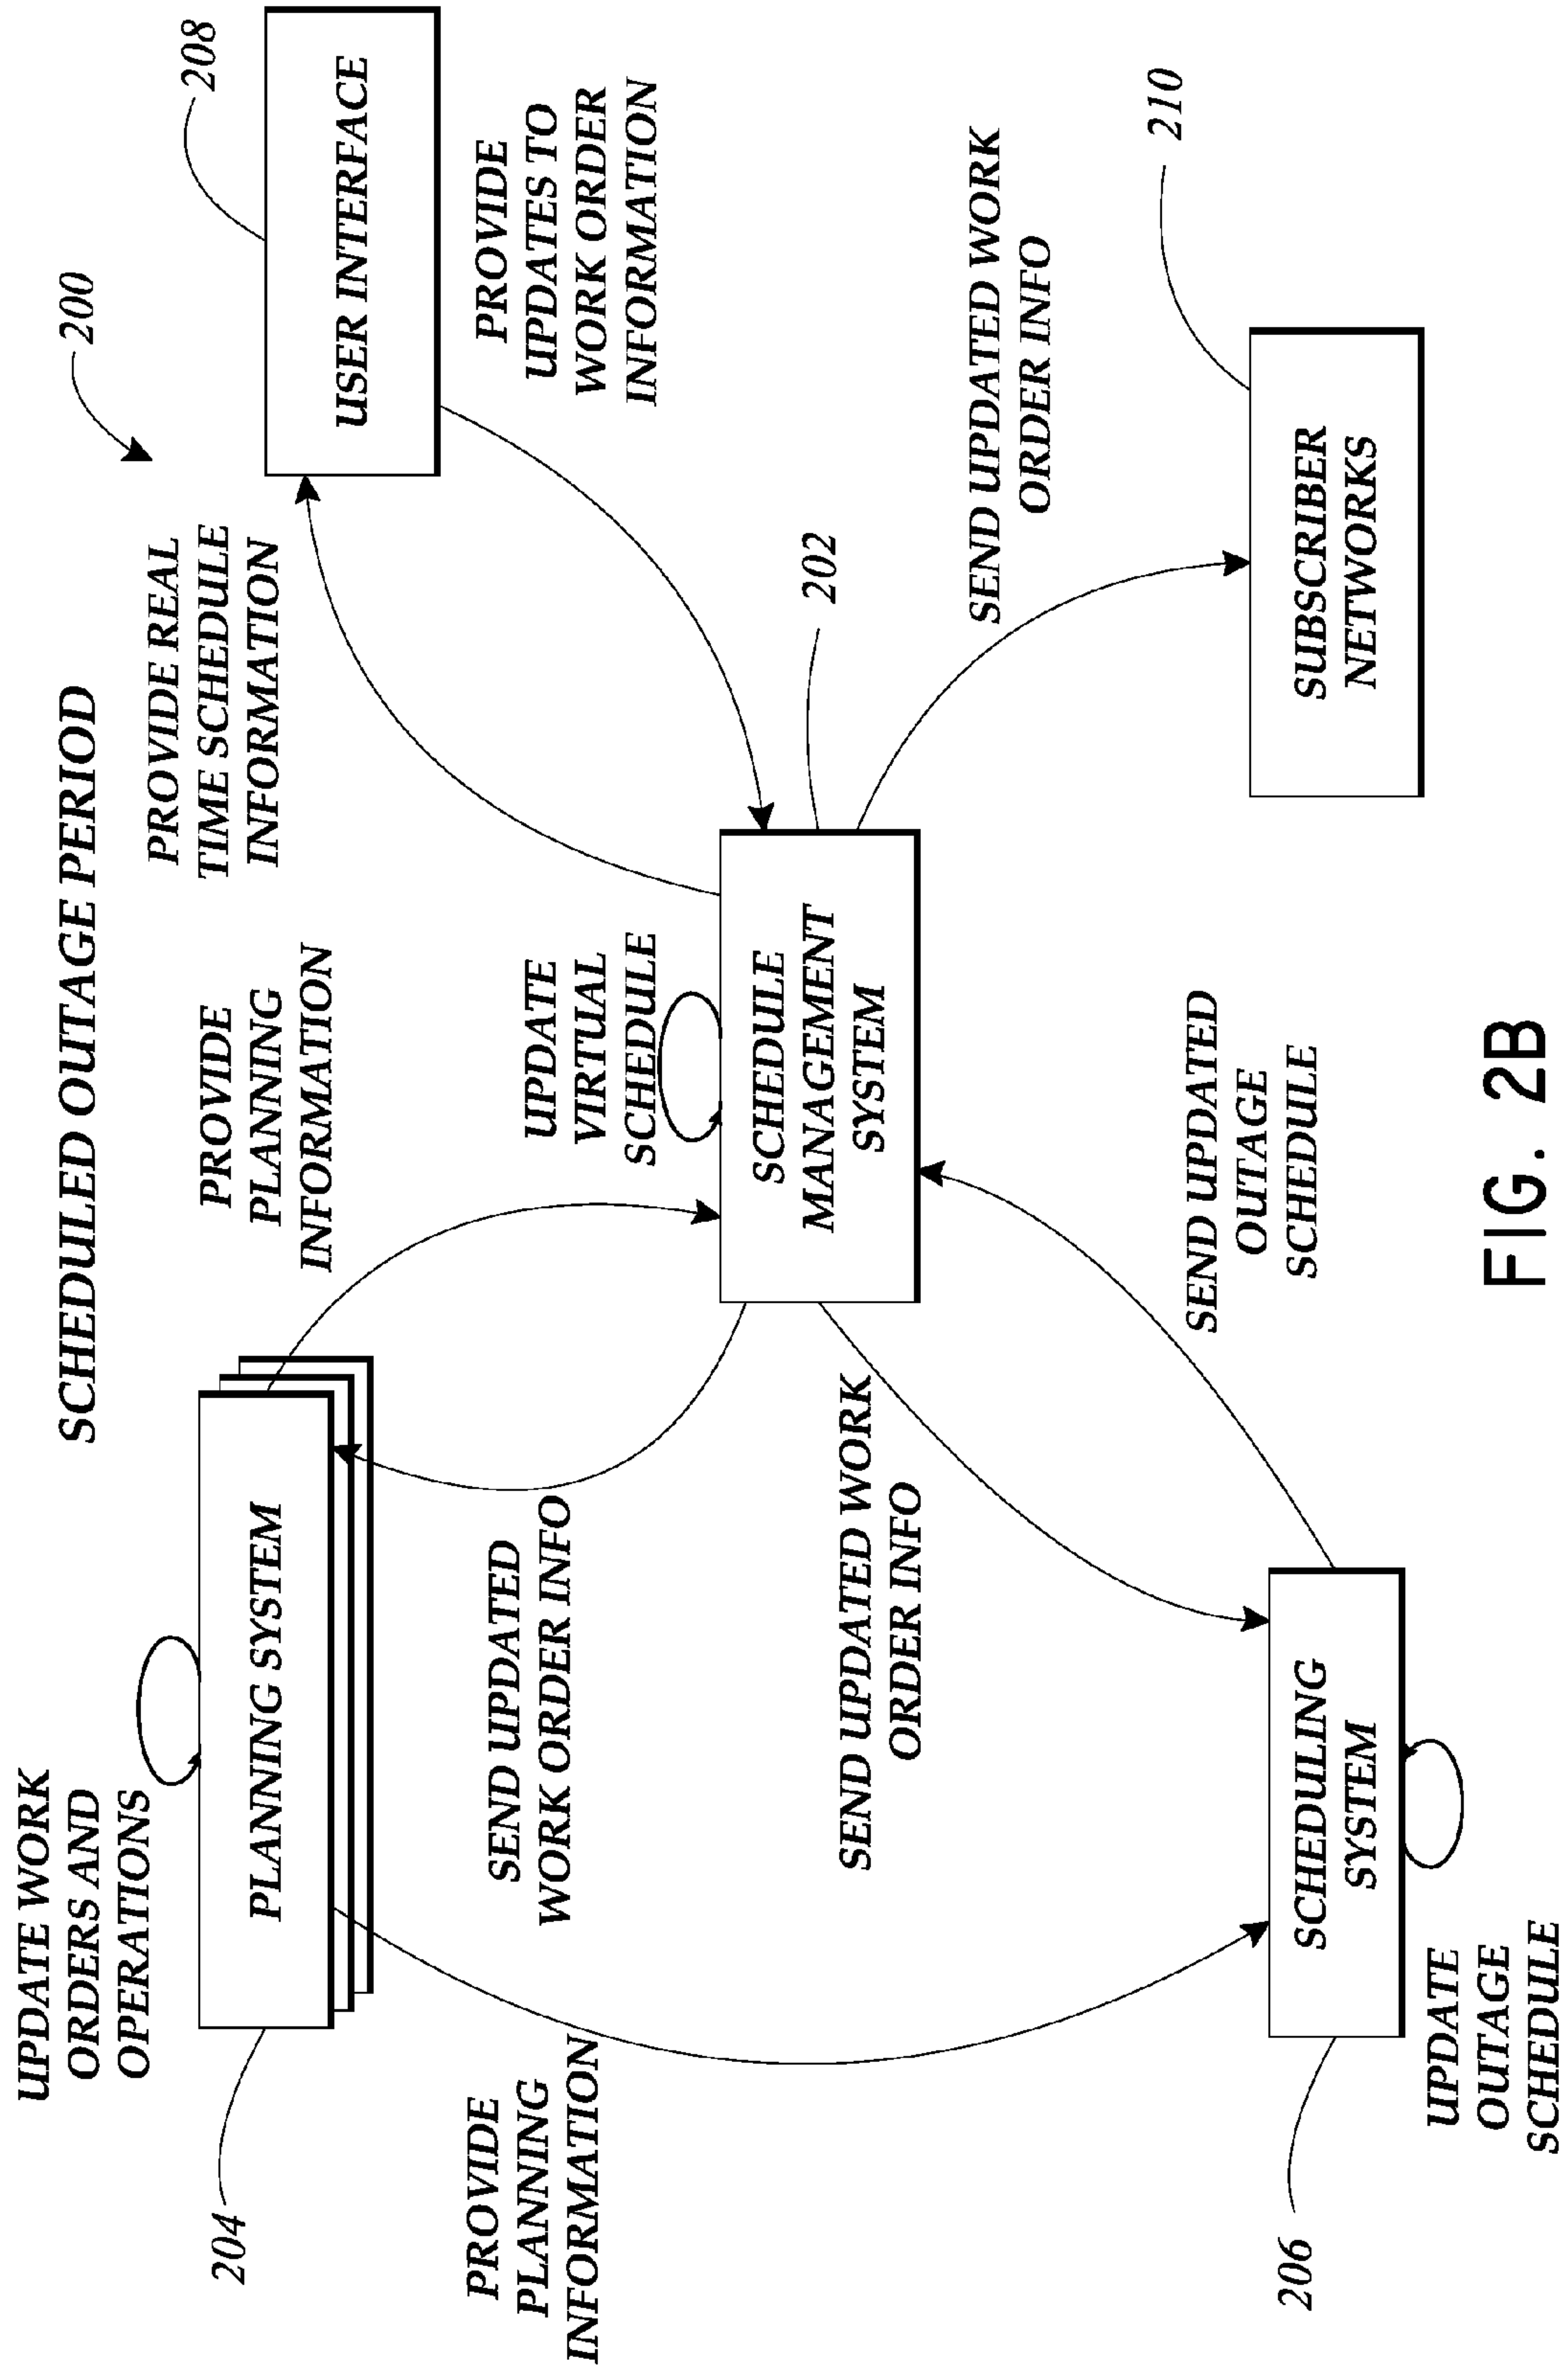 SCHEDULED OUTAGE PERIOD
200
UPDATE WORK
ORDERS AND
OPERATIONS
204
PLANNING SYSTEM
PROVIDE
PLANNING
INFORMATION
PROVIDE REAL
TIME SCHEDULE
INFORMATION
208
USER INTERFACE
PROVIDE
UPDATES TO
WORK ORDER
INFORMATION
PROVIDE
PLANNING
INFORMATION
SEND UPDATED
WORK ORDER INFO
UPDATE
VIRTUAL
SCHEDULE
SCHEDULE
MANAGEMENT
SYSTEM
202
SEND UPDATED WORK
ORDER INFO
SEND UPDATED WORK
ORDER INFO
210
SUBSCRIBER
NETWORKS
SEND UPDATED
OUTAGE
SCHEDULE
206
SCHEDULING
SYSTEM
UPDATE
OUTAGE
SCHEDULE
FIG. 2B